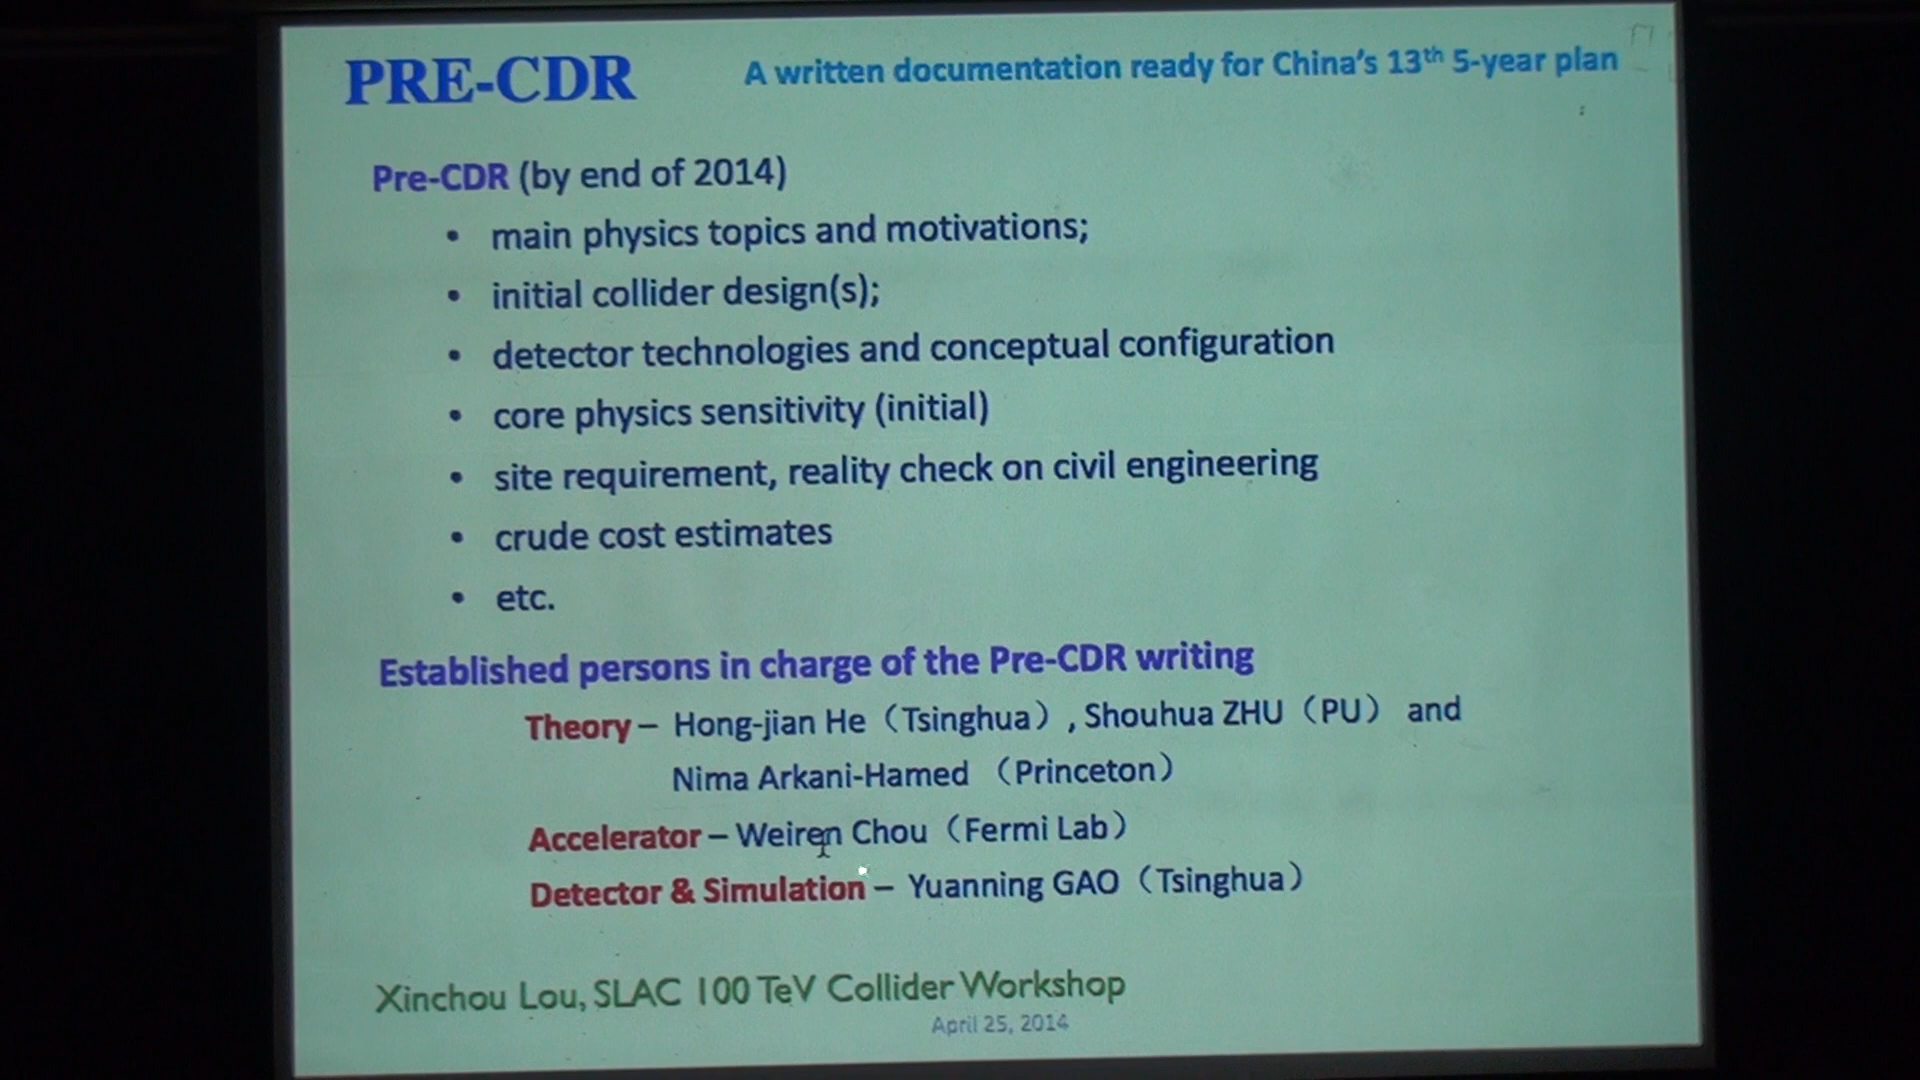 PRE-CDR
A written documentation ready for China's 13th 5-year plan
Pre-CDR (by end of 2014)
• main physics topics and motivations;
• initial collider design(s);
• detector technologies and conceptual configuration
• core physics sensitivity (initial)
• site requirement, reality check on civil engineering
• crude cost estimates
• etc.
Established persons in charge of the Pre-CDR writing
Theory – Hong-jian He（Tsinghua）, Shouhua ZHU（PU） and
Nima Arkani-Hamed （Princeton）
Accelerator – Weiren Chou（Fermi Lab）
Detector & Simulation – Yuanning GAO（Tsinghua）
Xinchou Lou, SLAC 100 TeV Collider Workshop
April 25, 2014